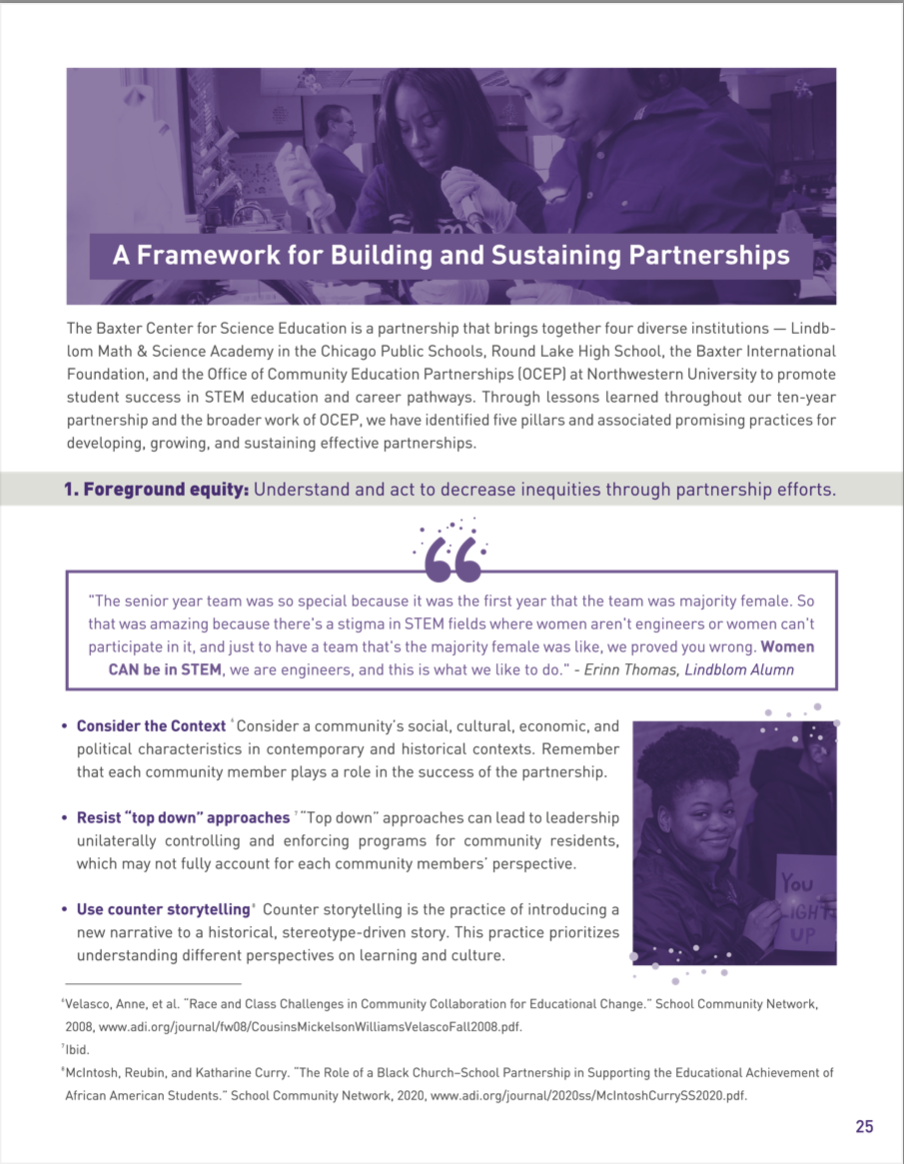 A Framework for Building and Sustaining Partnerships
The Baxter Center for Science Education is a partnership that brings together four diverse institutions — Lindb-
lom Math & Science Academy in the Chicago Public Schools, Round Lake High School, the Baxter International
Foundation, and the Office of Community Education Partnerships (OCEP) at Northwestern University to promote
student success in STEM education and career pathways. Through lessons learned throughout our ten-year
partnership and the broader work of OCEP, we have identified five pillars and associated promising practices for
developing, growing, and sustaining effective partnerships.
1. Foreground equity: Understand and act to decrease inequities through partnership efforts.
“
"The senior year team was so special because it was the first year that the team was majority female. So
that was amazing because there's a stigma in STEM fields where women aren't engineers or women can't
participate in it, and just to have a team that's the majority female was like, we proved you wrong. Women
CAN be in STEM, we are engineers, and this is what we like to do." - Erinn Thomas, Lindblom Alumn
• Consider the Context ⁶ Consider a community's social, cultural, economic, and
political characteristics in contemporary and historical contexts. Remember
that each community member plays a role in the success of the partnership.
• Resist “top down” approaches ⁷ “Top down” approaches can lead to leadership
unilaterally controlling and enforcing programs for community residents,
which may not fully account for each community members’ perspective.
• Use counter storytelling⁸ Counter storytelling is the practice of introducing a
new narrative to a historical, stereotype-driven story. This practice prioritizes
understanding different perspectives on learning and culture.
You
LIGHT
UP
⁶Velasco, Anne, et al. “Race and Class Challenges in Community Collaboration for Educational Change.” School Community Network,
2008, www.adi.org/journal/fw08/CousinsMickelsonWilliamsVelascoFall2008.pdf.
⁷Ibid.
⁸McIntosh, Reubin, and Katharine Curry. “The Role of a Black Church–School Partnership in Supporting the Educational Achievement of
African American Students.” School Community Network, 2020, www.adi.org/journal/2020ss/McIntoshCurrySS2020.pdf.
25